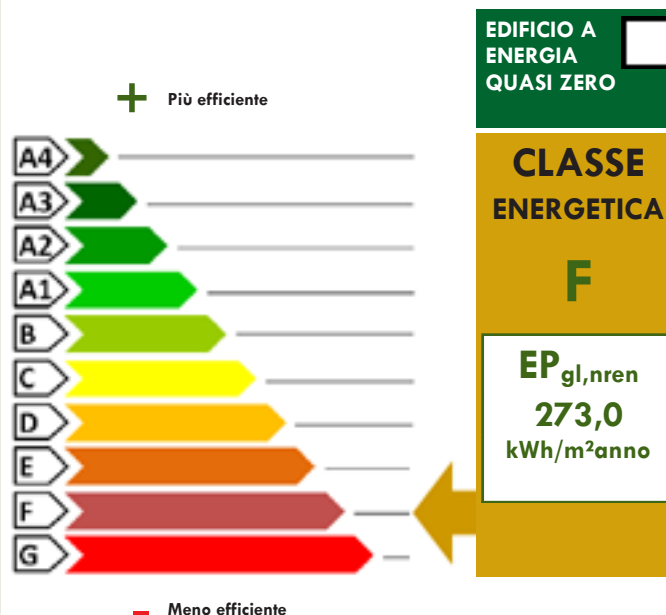 EDIFICIO A
ENERGIA
QUASI ZERO
+ Più efficiente
CLASSE
ENERGETICA
F
EPgl,nren
273,0
kWh/m²anno
A4
A3
A2
A1
B
C
D
E
F
G
- Meno efficiente